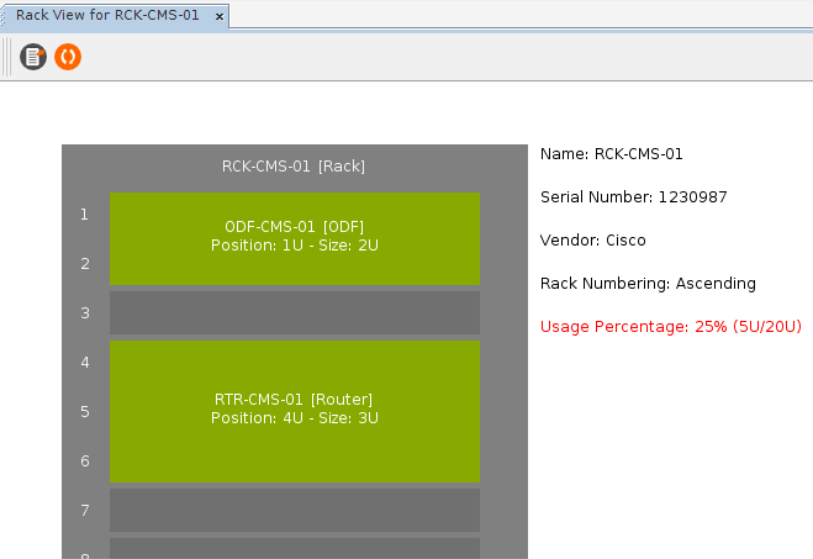 Rack View for RCK-CMS-01 x
RCK-CMS-01 [Rack]
1
ODF-CMS-01 [ODF]
Position: 1U - Size: 2U
2
3
4
RTR-CMS-01 [Router]
5
Position: 4U - Size: 3U
6
7
8
Name: RCK-CMS-01
Serial Number: 1230987
Vendor: Cisco
Rack Numbering: Ascending
Usage Percentage: 25% (5U/20U)